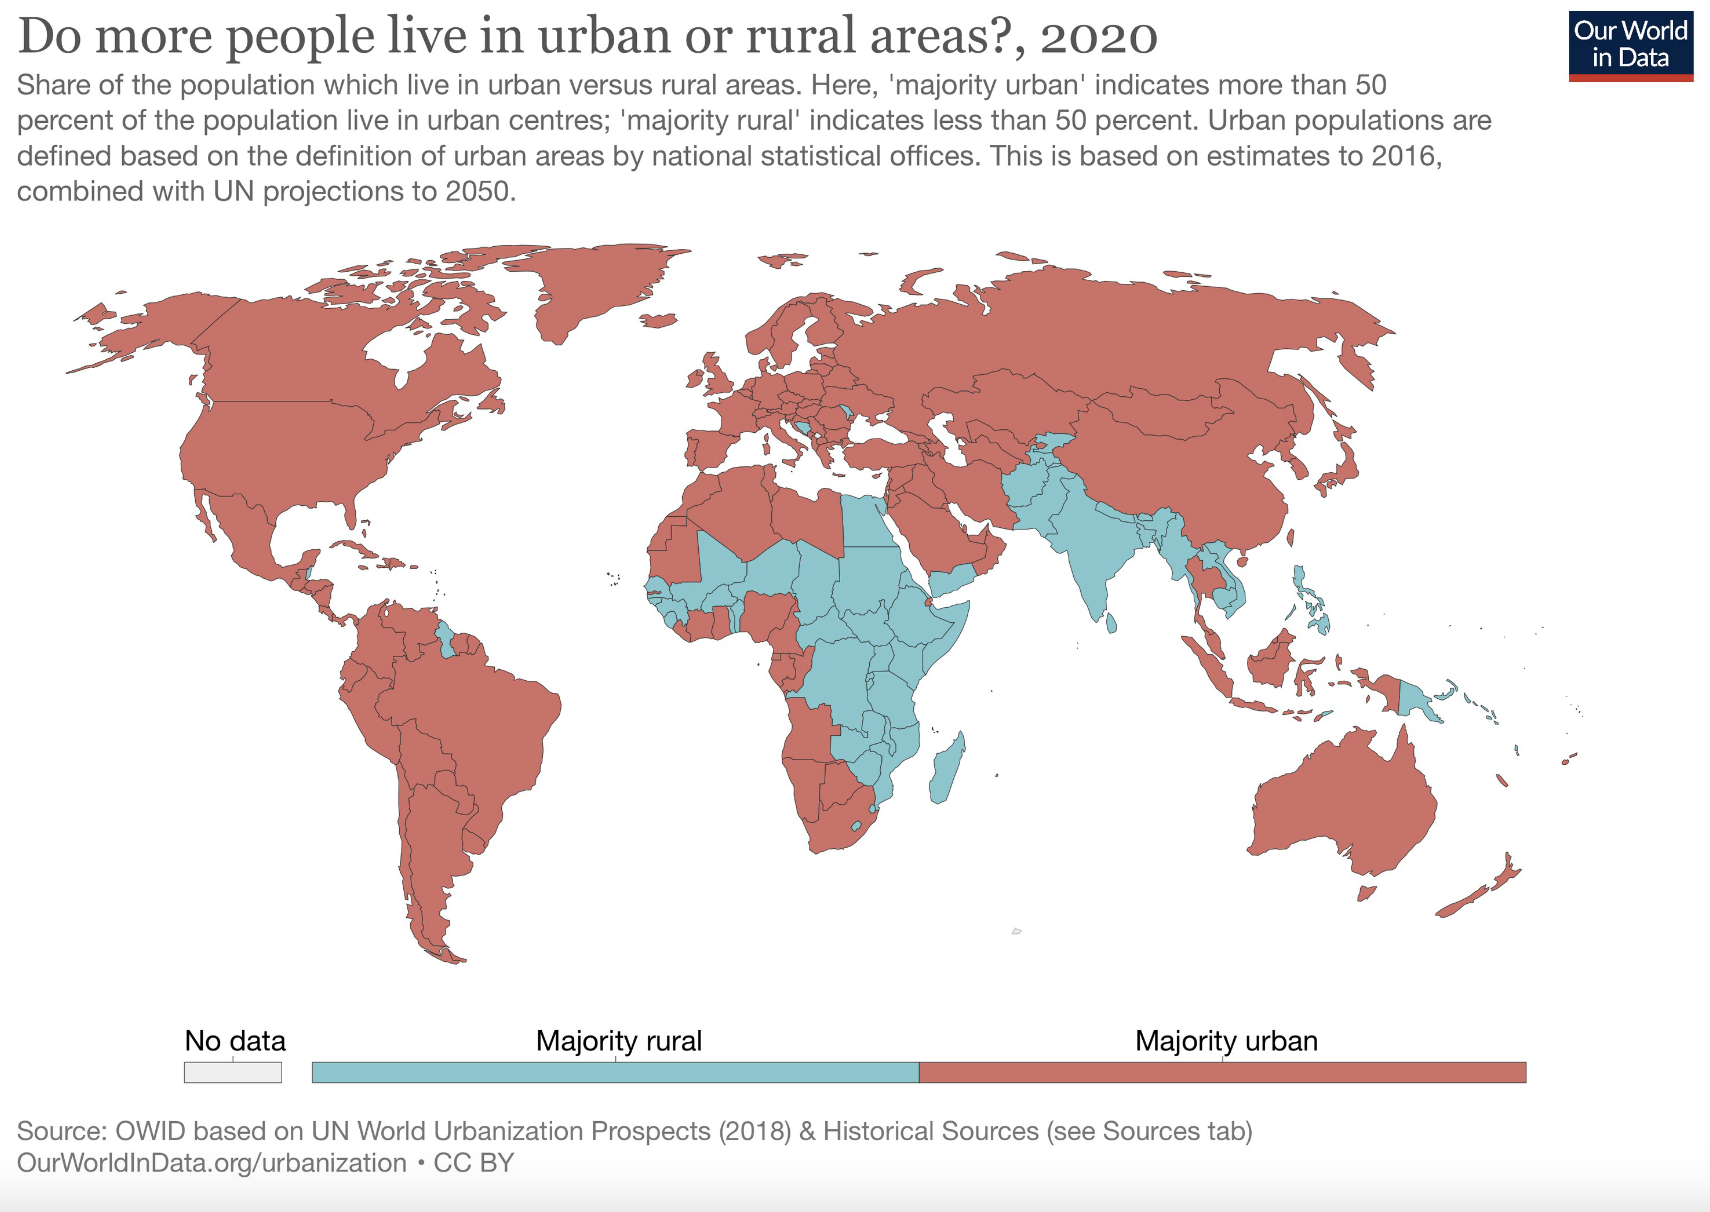 Do more people live in urban or rural areas?, 2020
Our World
in Data
Share of the population which live in urban versus rural areas. Here, 'majority urban' indicates more than 50
percent of the population live in urban centres; 'majority rural' indicates less than 50 percent. Urban populations are
defined based on the definition of urban areas by national statistical offices. This is based on estimates to 2016,
combined with UN projections to 2050.
No data
Majority rural
Majority urban
Source: OWID based on UN World Urbanization Prospects (2018) & Historical Sources (see Sources tab)
OurWorldInData.org/urbanization • CC BY